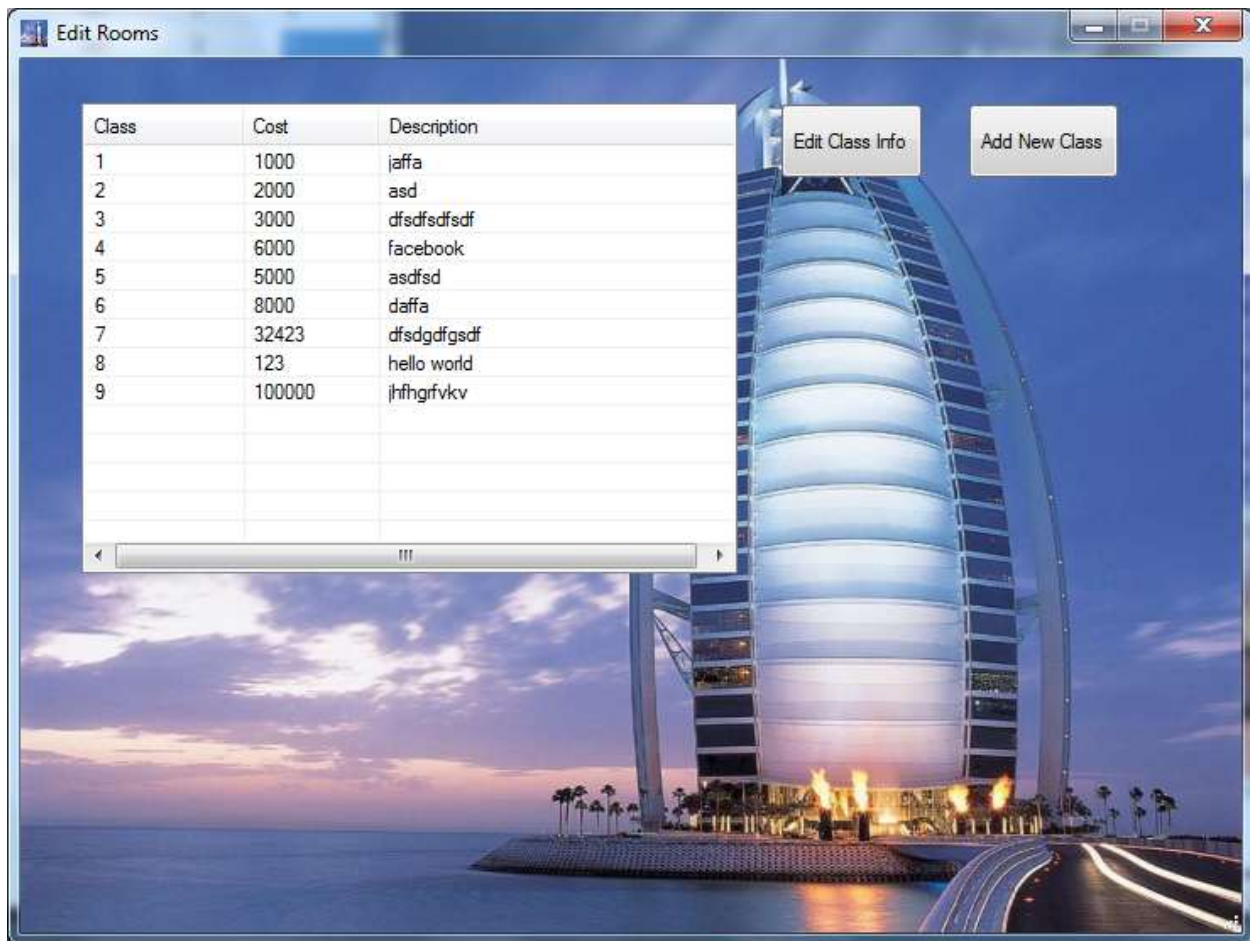 Edit Rooms
Class Cost Description
1 1000 jaffa
2 2000 asd
3 3000 dfsdfsdfsdf
4 6000 facebook
5 5000 asdfsd
6 8000 daffa
7 32423 dfsdgdfgsdf
8 123 hello world
9 100000 jhfhgrfvkv
Edit Class Info
Add New Class